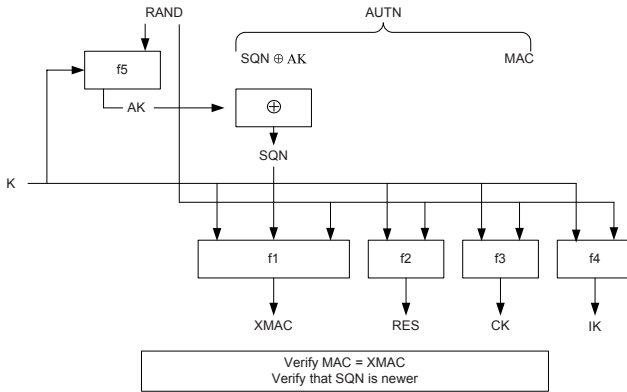 RAND
AUTN
SQN ⊕ AK
MAC
f5
AK
⊕
SQN
K
f1
f2
f3
f4
XMAC
RES
CK
IK
Verify MAC = XMAC
Verify that SQN is newer